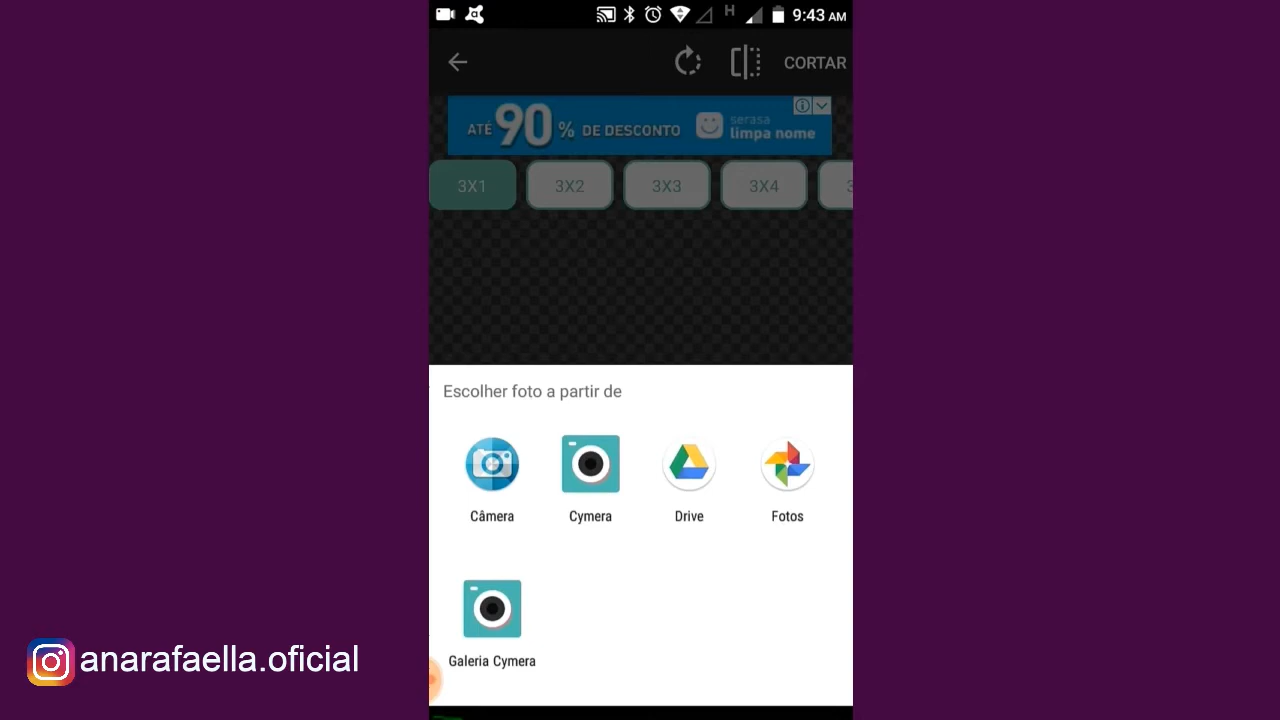 H 9:43 AM
CORTAR
ATÉ 90 % DE DESCONTO serasa limpa nome
3X1 3X2 3X3 3X4 3
Escolher foto a partir de
Câmera Cymera Drive Fotos
Galeria Cymera
anarafaella.oficial